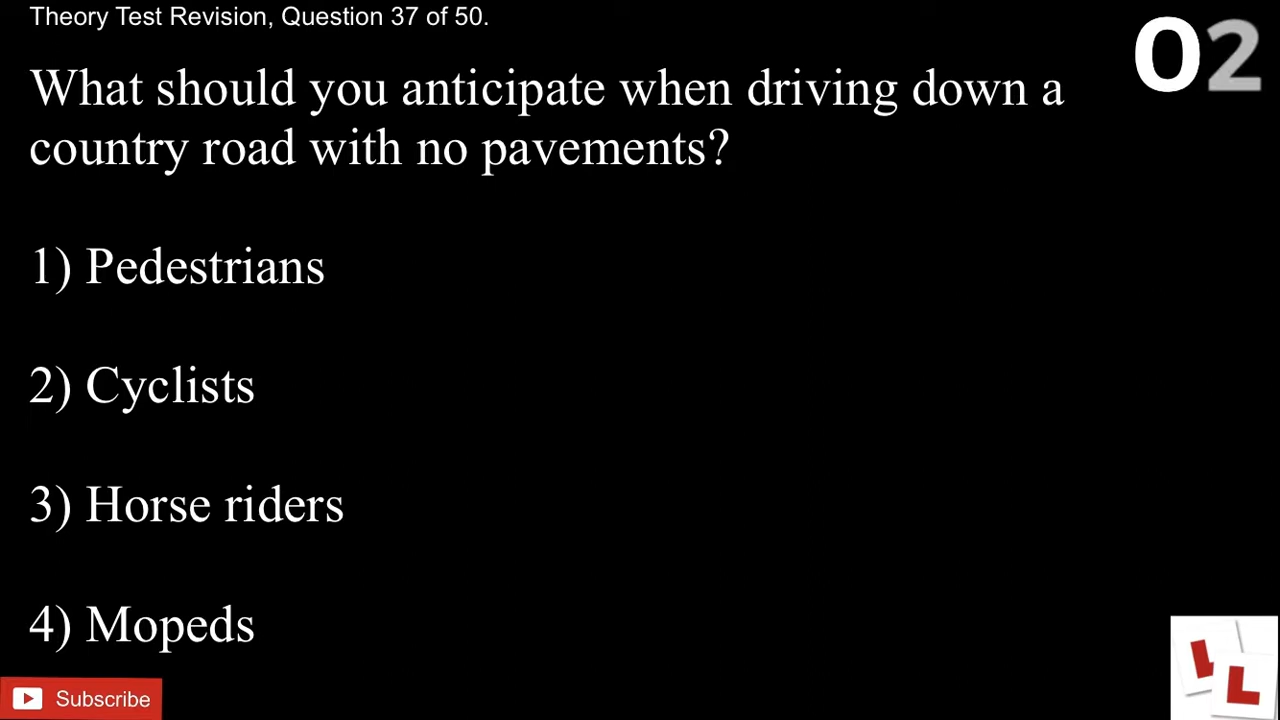 Theory Test Revision, Question 37 of 50.
02
What should you anticipate when driving down a
country road with no pavements?
1) Pedestrians
2) Cyclists
3) Horse riders
4) Mopeds
L
L
Subscribe